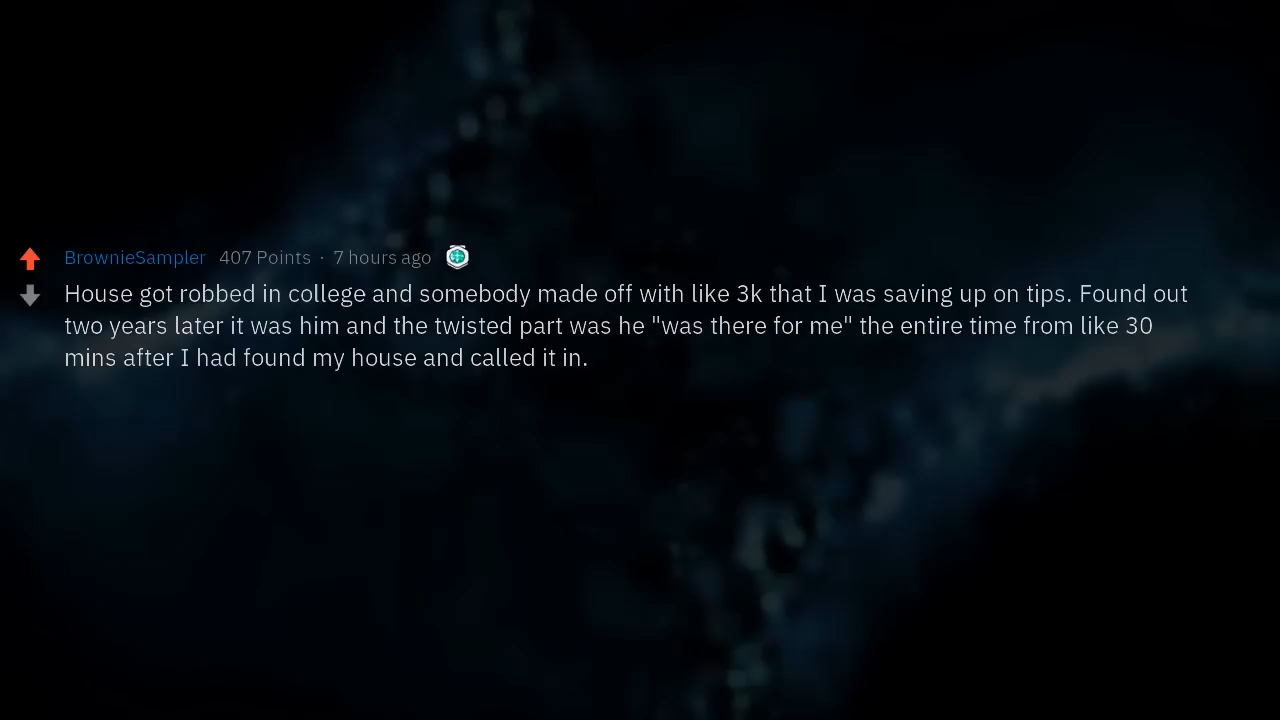 BrownieSampler 407 Points · 7 hours ago
House got robbed in college and somebody made off with like 3k that I was saving up on tips. Found out
two years later it was him and the twisted part was he "was there for me" the entire time from like 30
mins after I had found my house and called it in.